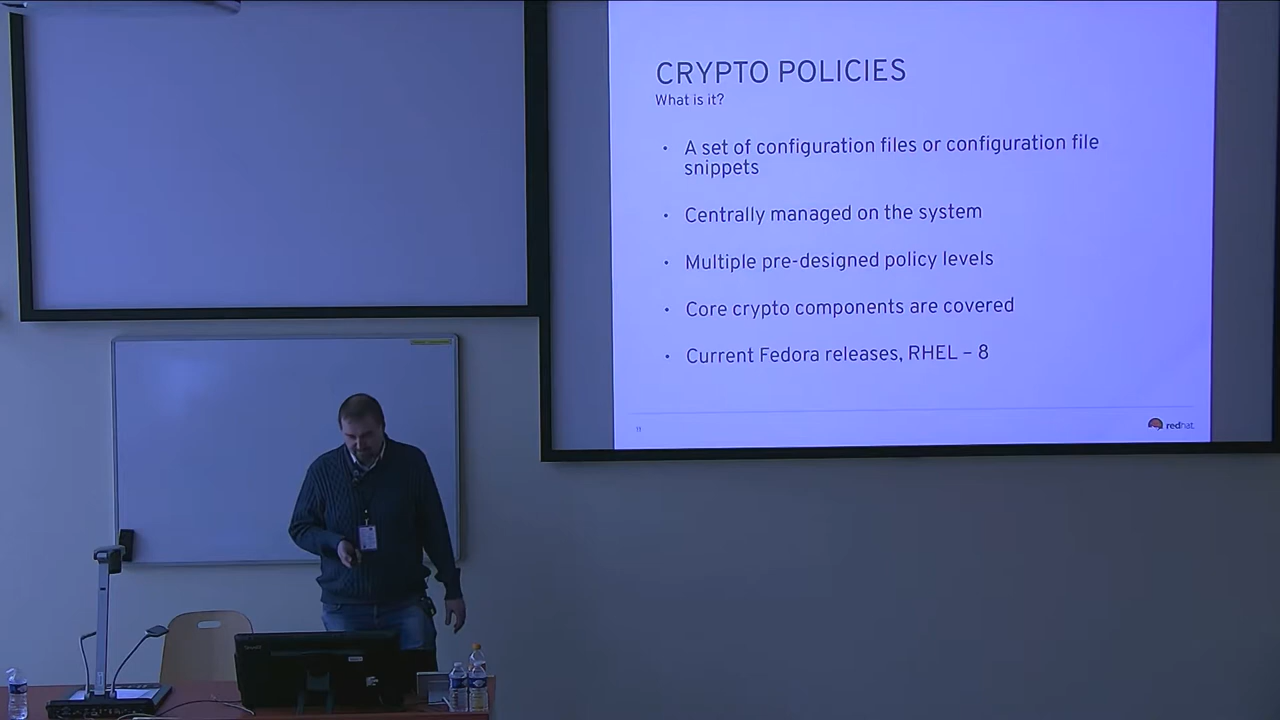 CRYPTO POLICIES
What is it?
• A set of configuration files or configuration file
snippets
• Centrally managed on the system
• Multiple pre-designed policy levels
• Core crypto components are covered
• Current Fedora releases, RHEL – 8
11
redhat.